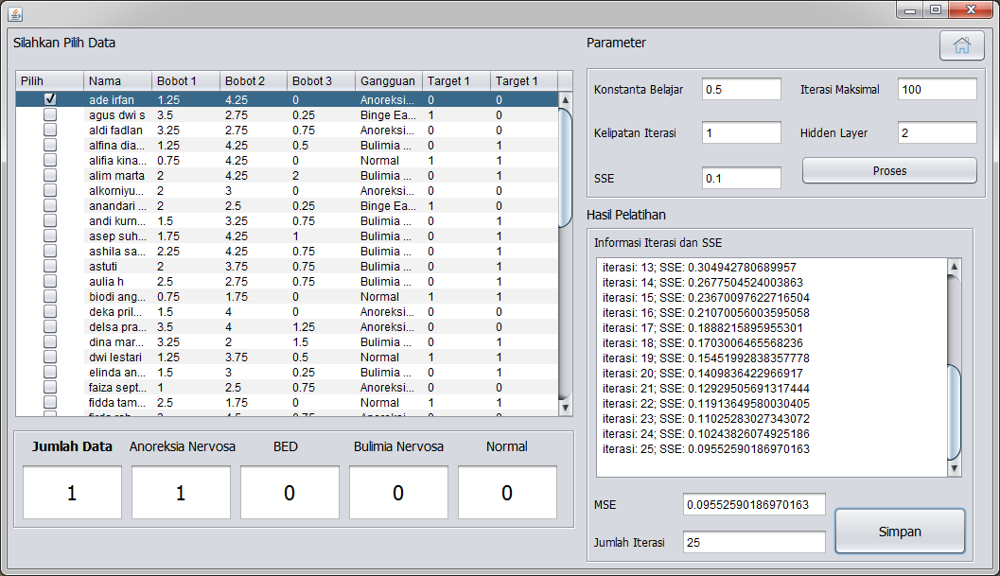 Silahkan Pilih Data
Pilih Nama Bobot 1 Bobot 2 Bobot 3 Gangguan Target 1 Target 1
ade irfan 1.25 4.25 0 Anoreksi... 0 0
agus dwi s 3.5 2.75 0.25 Binge Ea... 1 0
aldi fadlan 3.25 2.75 0.75 Anoreksi... 0 0
alfina dia... 1.25 4.25 0.5 Bulimia ... 0 1
alifia kina... 0.75 4.25 0 Normal 1 1
alim marta 2 4.25 2 Bulimia ... 0 1
alkorniyu... 2 3 0 Anoreksi... 0 0
anandari ... 2 2.5 0.25 Binge Ea... 1 0
andi kurn... 1.5 3.25 0.75 Bulimia ... 0 1
asep suh... 1.75 4.25 1 Bulimia ... 0 1
ashila sa... 2.25 4.25 0.75 Bulimia ... 0 1
astuti 2 3.75 0.75 Bulimia ... 0 1
aulia h 2.5 2.75 0.75 Bulimia ... 0 1
biodi ang... 0.75 1.75 0 Normal 1 1
deka pril... 1.5 4 0 Anoreksi... 0 0
delsa pra... 3.5 4 1.25 Anoreksi... 0 0
dina mar... 3.25 2 1.5 Bulimia ... 0 1
dwi lestari 1.25 3.75 0.5 Normal 1 1
elinda an... 1.5 3 0.25 Bulimia ... 0 1
faiza sept... 1 2.5 0.75 Anoreksi... 0 0
fidda tam... 2.5 1.75 0 Normal 1 1
Jumlah Data Anoreksia Nervosa BED Bulimia Nervosa Normal
1 1 0 0 0
Parameter
Konstanta Belajar 0.5 Iterasi Maksimal 100
Kelipatan Iterasi 1 Hidden Layer 2
SSE 0.1 Proses
Hasil Pelatihan
Informasi Iterasi dan SSE
iterasi: 13; SSE: 0.304942780689957
iterasi: 14; SSE: 0.2677504524003863
iterasi: 15; SSE: 0.23670097622716504
iterasi: 16; SSE: 0.21070056003595058
iterasi: 17; SSE: 0.1888215895955301
iterasi: 18; SSE: 0.1703006465568236
iterasi: 19; SSE: 0.15451992838357778
iterasi: 20; SSE: 0.1409836422966917
iterasi: 21; SSE: 0.12929505691317444
iterasi: 22; SSE: 0.11913649580030405
iterasi: 23; SSE: 0.11025283027343072
iterasi: 24; SSE: 0.10243826074925186
iterasi: 25; SSE: 0.09552590186970163
MSE 0.09552590186970163
Jumlah Iterasi 25
Simpan